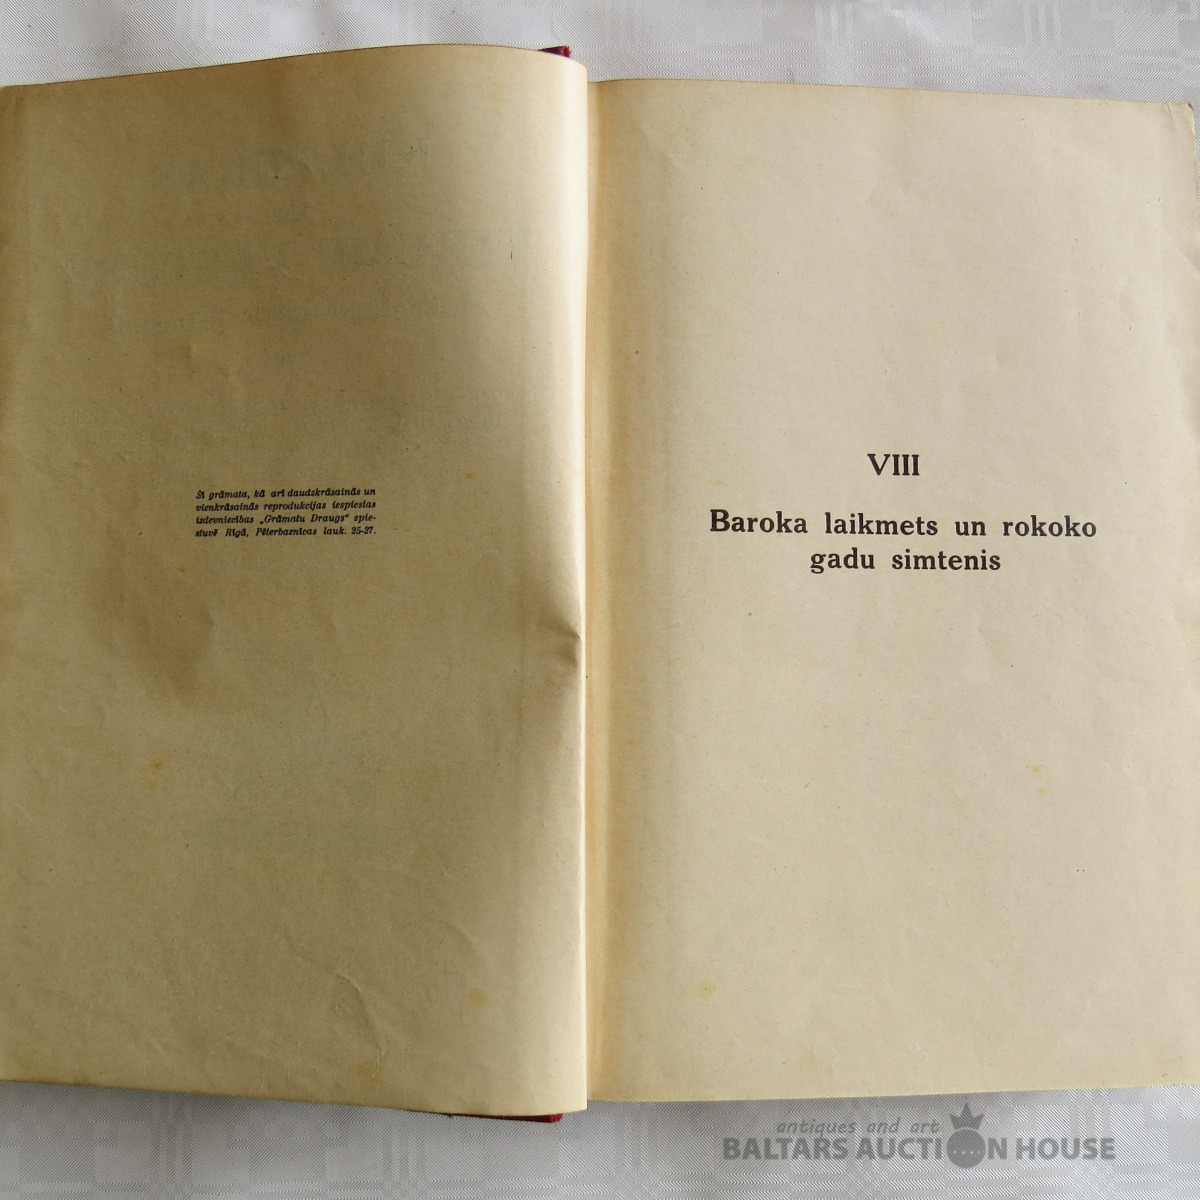 Šī grāmata, kā arī daudzkrāsainās un
vienkrāsainās reprodukcijas iespiestas
izdevniecības „Grāmatu Draugs“ spie-
stuvē Rīgā, Pēterbaznīcas lauk. 25-27.
VIII
Baroka laikmets un rokoko
gadu simtenis
antiques and art
BALTARS AUCTION HOUSE